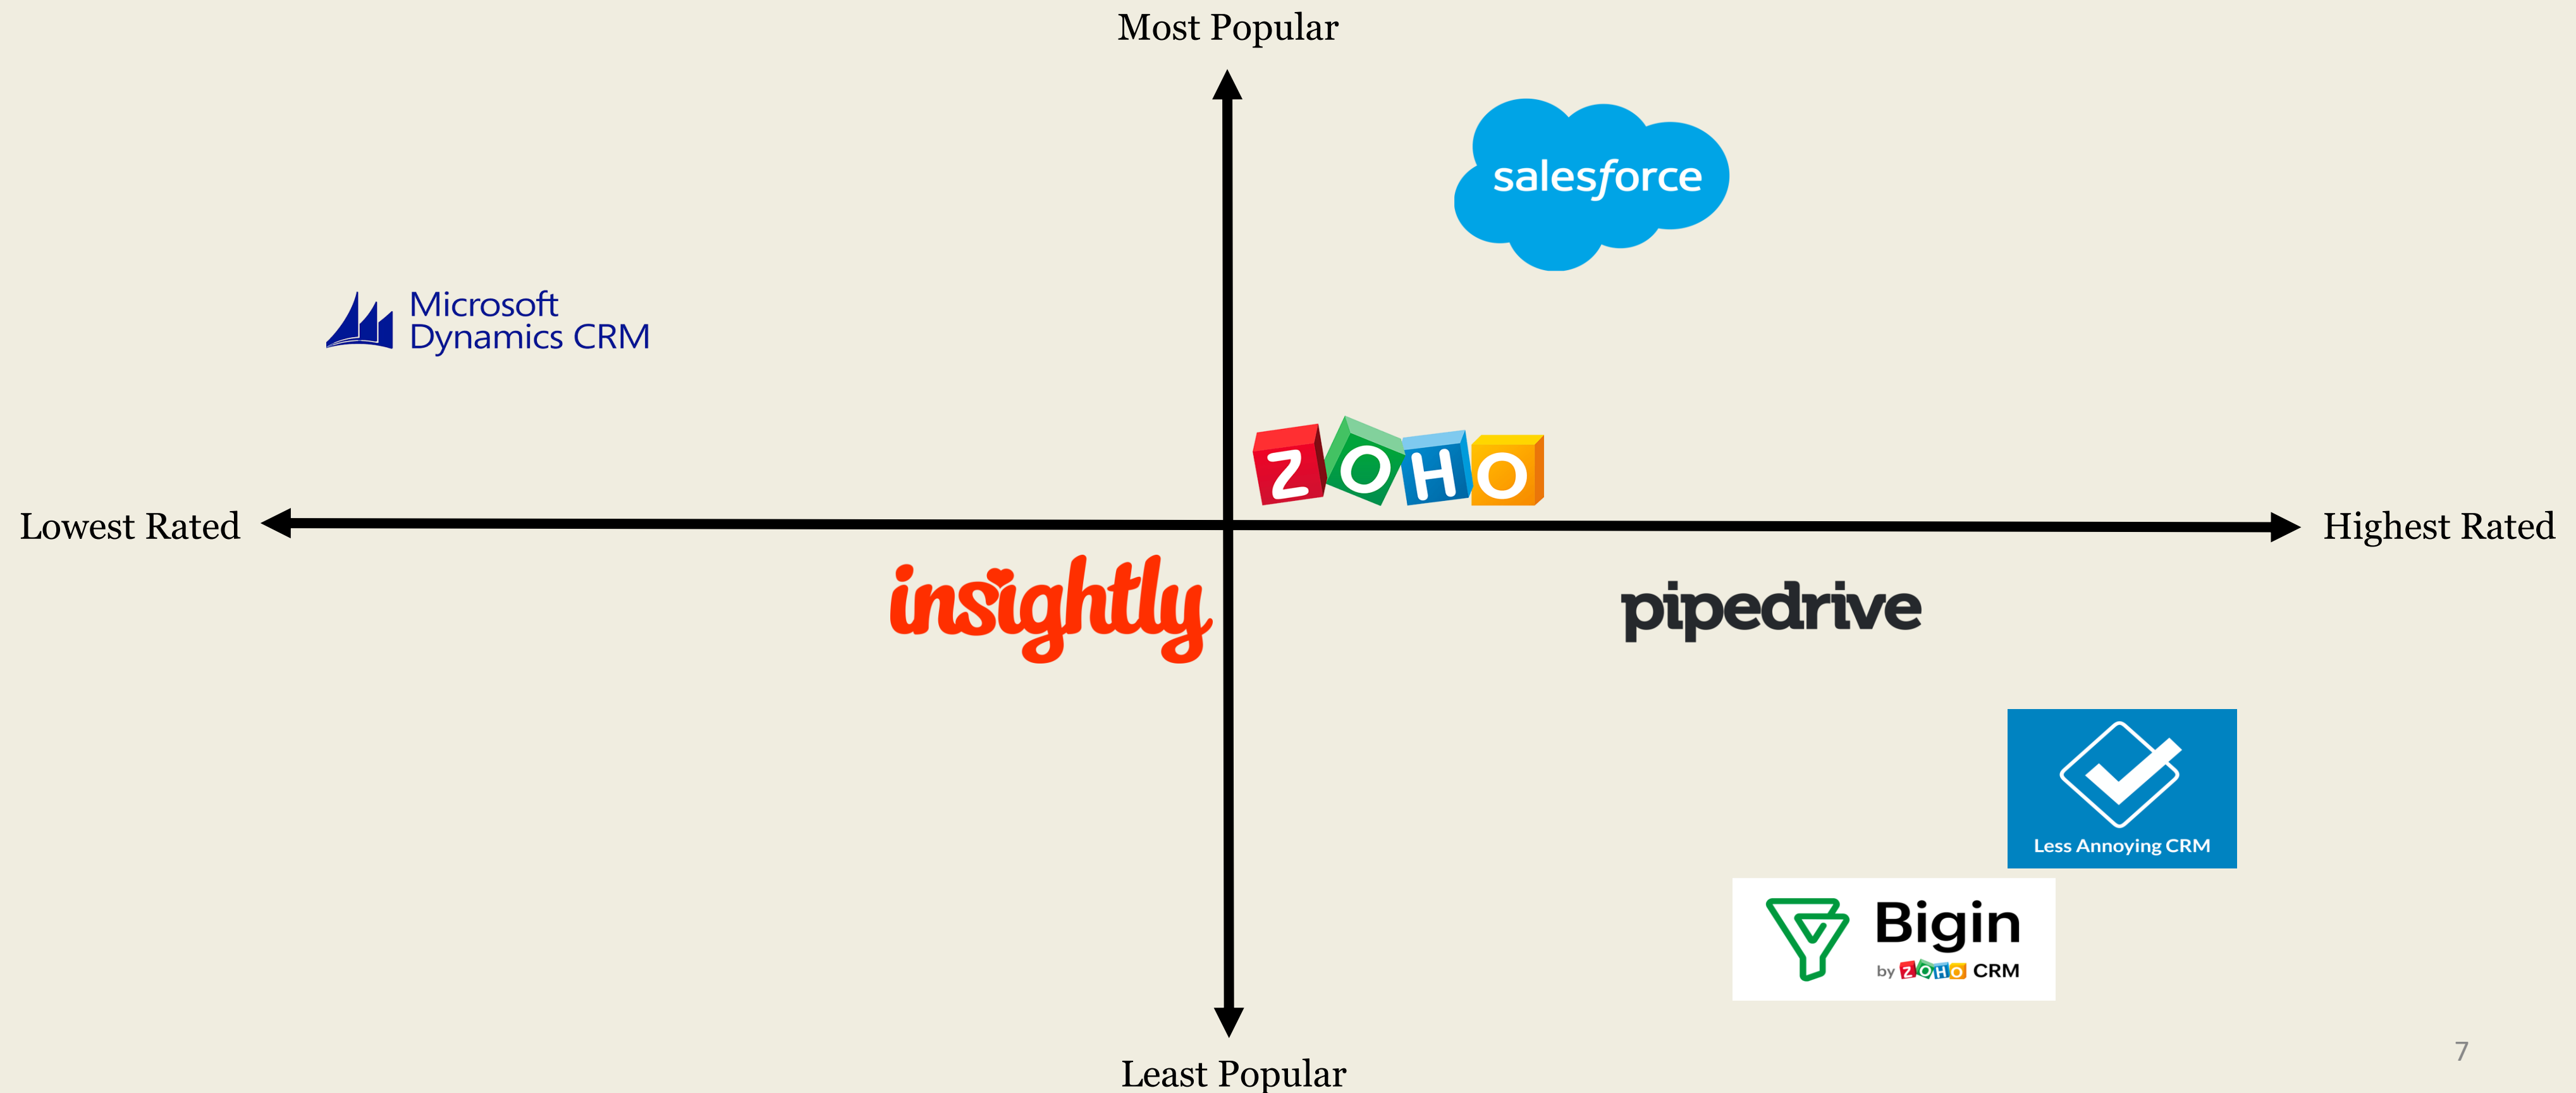 Most Popular
salesforce
Microsoft
Dynamics CRM
ZOHO
Lowest Rated
Highest Rated
insightly
pipedrive
Less Annoying CRM
Bigin
by ZOHO CRM
7
Least Popular